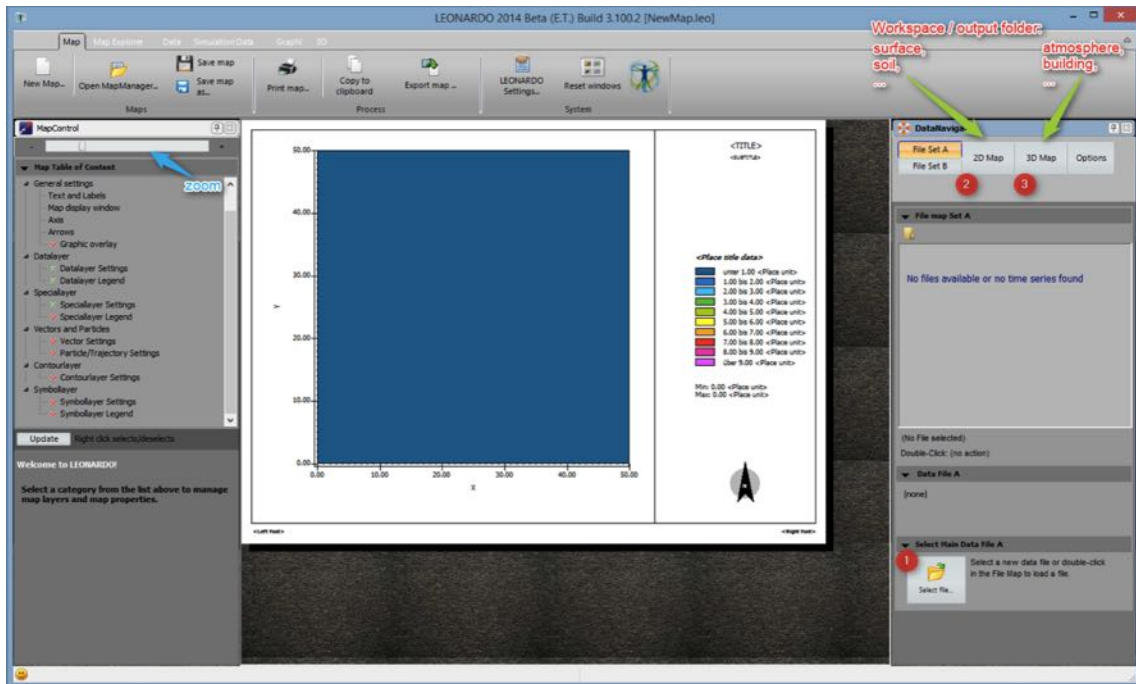 LEONARDO 2014 Beta (E.T.) Build 3.100.2 [NewMap.leo]
Workspace / output folder:
surface,
soil,
...
atmosphere,
building,
...
Map
Map Explorer
Data
Simulation Data
Graph!
3D
New Map...
Open MapManager...
Save map
Save map as...
Maps
Print map...
Copy to clipboard
Export map ...
Process
LEONARDO Settings...
Reset windows
System
MapControl
-
+
zoom
Map Table of Content
General settings
Text and Labels
Map display window
Axis
Arrows
Graphic overlay
Datalayer
Datalayer Settings
Datalayer Legend
Speciallayer
Speciallayer Settings
Speciallayer Legend
Vectors and Particles
Vector Settings
Particle/Trajectory Settings
Contourlayer
Contourlayer Settings
Symbollayer
Symbollayer Settings
Symbollayer Legend
Update
Right click selects/deselects
Welcome to LEONARDO!
Select a category from the list above to manage
map layers and map properties.
50.00
40.00
30.00
20.00
10.00
0.00
Y
0.00 10.00 20.00 30.00 40.00 50.00
X
<Left foot>
<Right foot>
<TITLE>
<SUBTITLE>
<Place title data>
unter 1.00 <Place unit>
1.00 bis 2.00 <Place unit>
2.00 bis 3.00 <Place unit>
3.00 bis 4.00 <Place unit>
4.00 bis 5.00 <Place unit>
5.00 bis 6.00 <Place unit>
6.00 bis 7.00 <Place unit>
7.00 bis 8.00 <Place unit>
8.00 bis 9.00 <Place unit>
über 9.00 <Place unit>
Min: 0.00 <Place unit>
Max: 0.00 <Place unit>
N
DataNaviga
File Set A
File Set B
2D Map
3D Map
Options
2
3
File map Set A
No files available or no time series found
(No File selected)
Double-Click: (no action)
Data File A
(none)
Select Main Data File A
1
Select file...
Select a new data file or double-click
in the File Map to load a file.